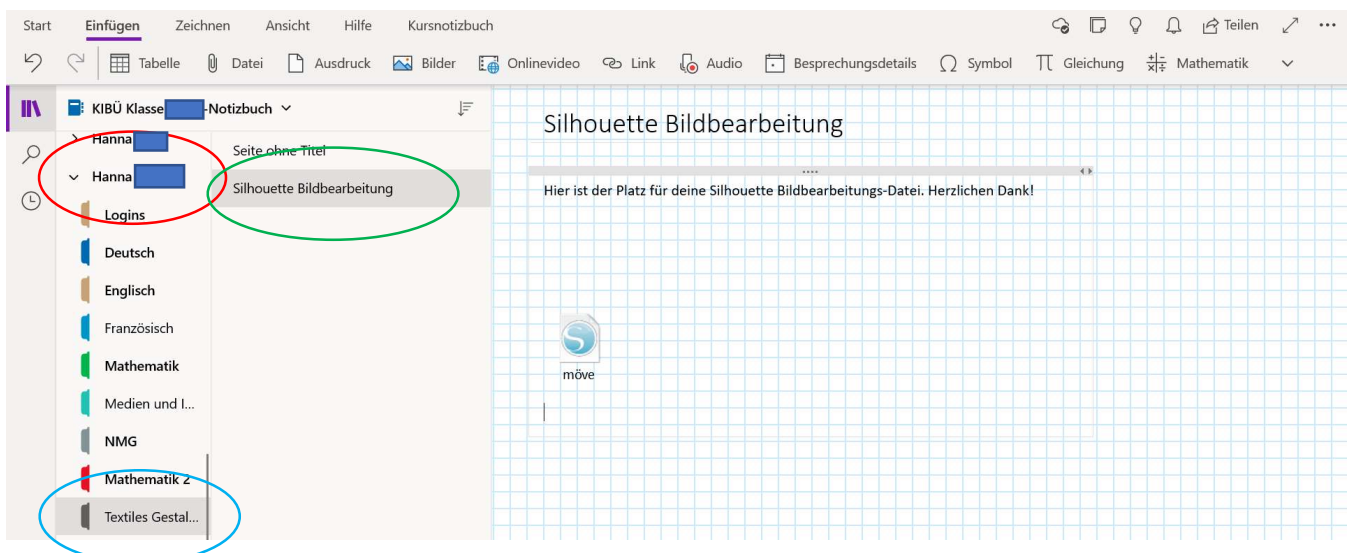 Start Einfügen Zeichnen Ansicht Hilfe Kursnotizbuch Teilen
Tabelle Datei Ausdruck Bilder Onlinevideo Link Audio Besprechungsdetails Symbol Gleichung Mathematik
KIBÜ Klasse -Notizbuch
Hanna
Hanna
Logins
Deutsch
Englisch
Französisch
Mathematik
Medien und I...
NMG
Mathematik 2
Textiles Gestal...
Seite ohne Titel
Silhouette Bildbearbeitung
Silhouette Bildbearbeitung
Hier ist der Platz für deine Silhouette Bildbearbeitungs-Datei. Herzlichen Dank!
möve